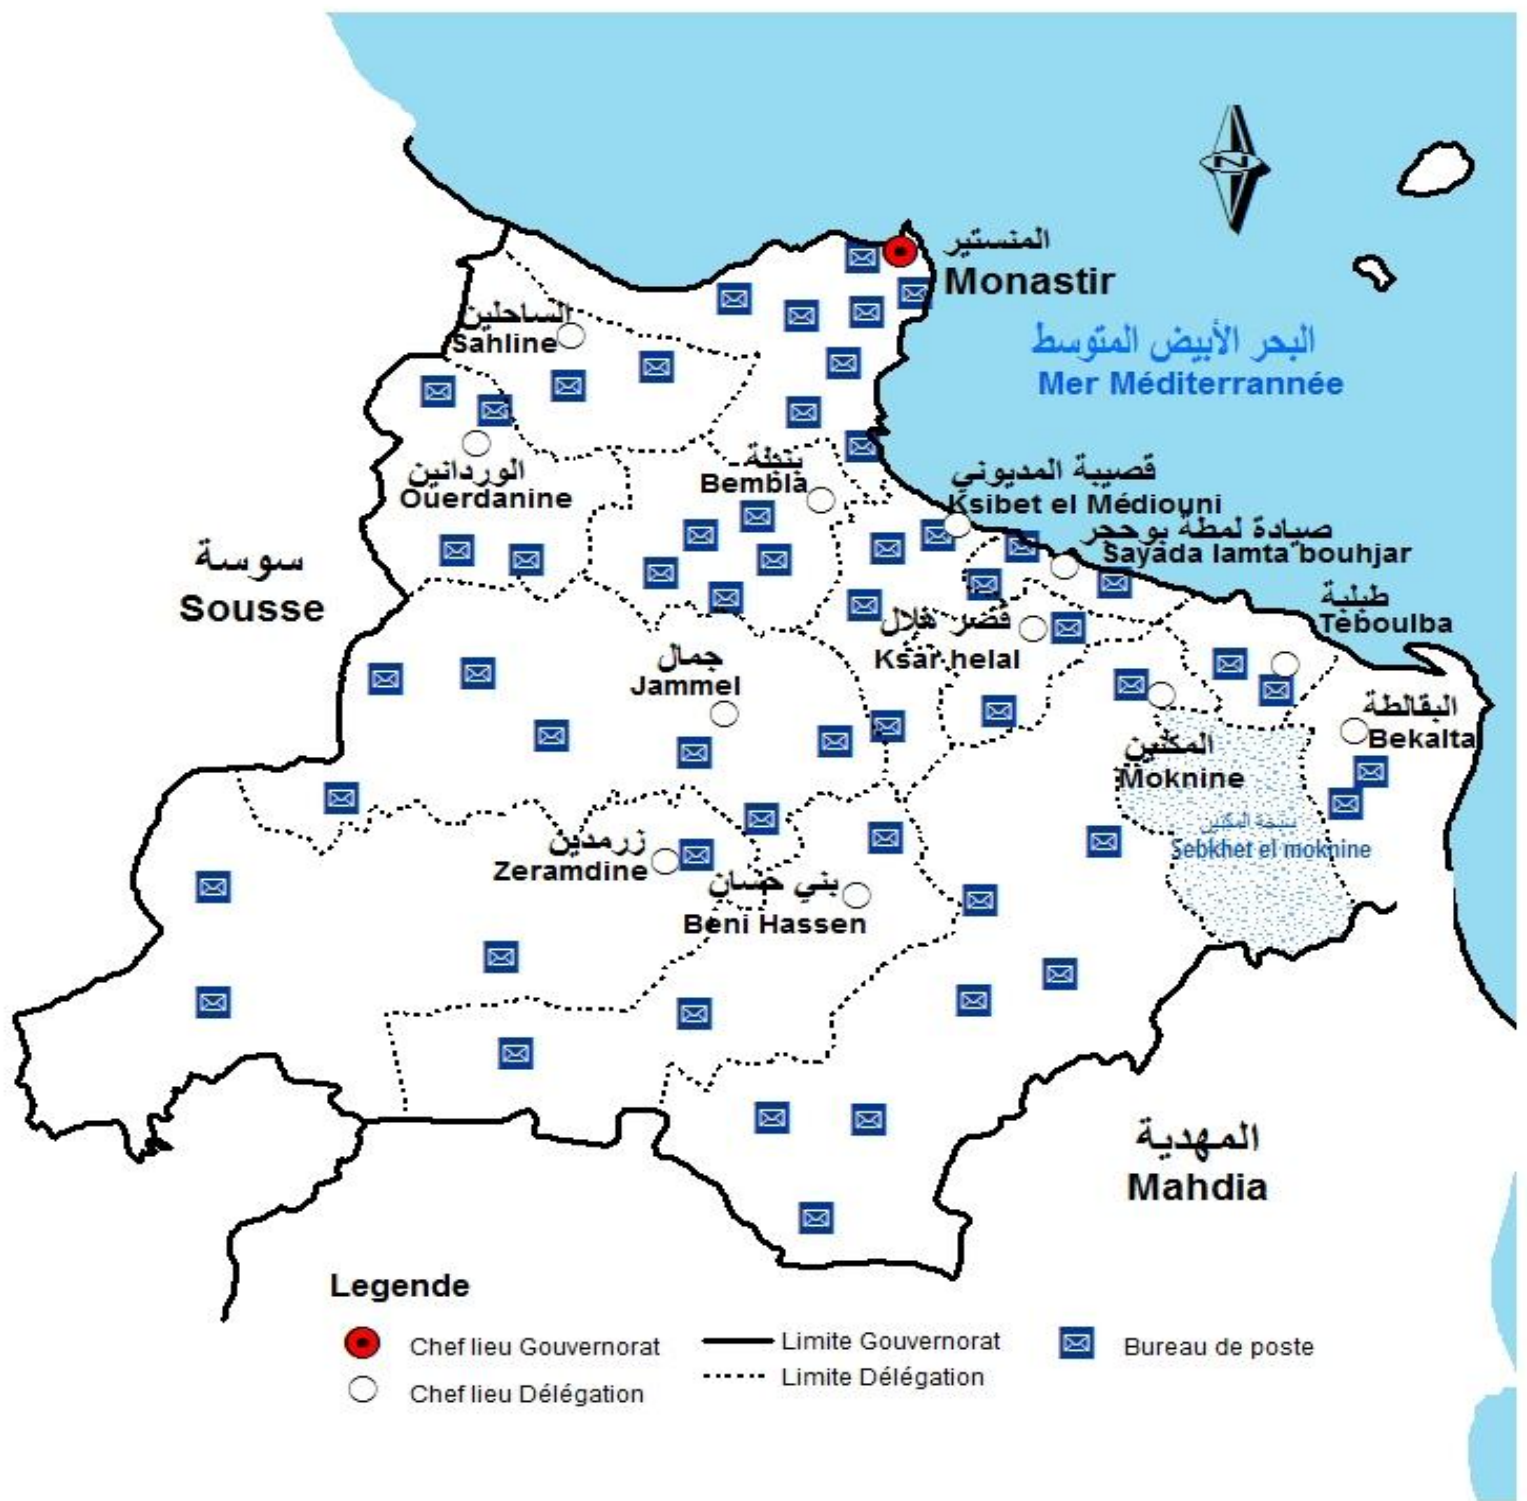 N
المنستير
Monastir
الساحلين
Sahline
البحر الأبيض المتوسط
Mer Méditerrannée
بنبلة
Bembla
الوردانين
Ouerdanine
قصيبة المديوني
Ksibet el Médiouni
صيادة لمطة بوحجر
Sayada lamta bouhjar
سوسة
Sousse
طبلبة
Teboulba
قصر هلال
Ksar helal
جمال
Jammel
البقالطة
Bekalta
المكنين
Moknine
سبخة المكنين
Sebkhet el moknine
زرمدين
Zeramdine
بني حسان
Beni Hassen
المهدية
Mahdia
Legende
Chef lieu Gouvernorat
Limite Gouvernorat
Bureau de poste
Chef lieu Délégation
Limite Délégation